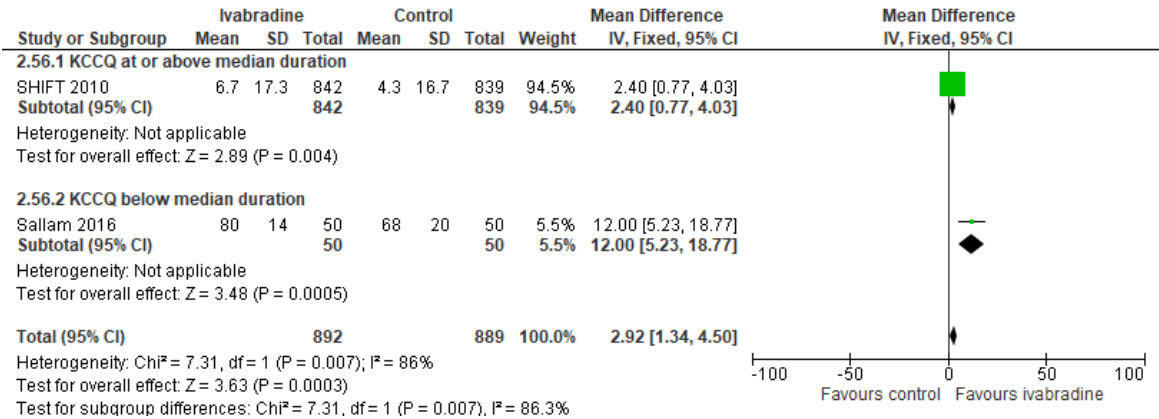 Ivabradine Control Mean Difference Mean Difference
Study or Subgroup Mean SD Total Mean SD Total Weight IV, Fixed, 95% CI IV, Fixed, 95% CI
2.56.1 KCCQ at or above median duration
SHIFT 2010 6.7 17.3 842 4.3 16.7 839 94.5% 2.40 [0.77, 4.03]
Subtotal (95% CI) 842 839 94.5% 2.40 [0.77, 4.03]
Heterogeneity: Not applicable
Test for overall effect: Z = 2.89 (P = 0.004)
2.56.2 KCCQ below median duration
Sallam 2016 80 14 50 68 20 50 5.5% 12.00 [5.23, 18.77]
Subtotal (95% CI) 50 50 5.5% 12.00 [5.23, 18.77]
Heterogeneity: Not applicable
Test for overall effect: Z = 3.48 (P = 0.0005)
Total (95% CI) 892 889 100.0% 2.92 [1.34, 4.50]
Heterogeneity: Chi² = 7.31, df = 1 (P = 0.007); I² = 86%
Test for overall effect: Z = 3.63 (P = 0.0003)
Test for subgroup differences: Chi² = 7.31, df = 1 (P = 0.007), I² = 86.3%
-100 -50 0 50 100
Favours control Favours ivabradine